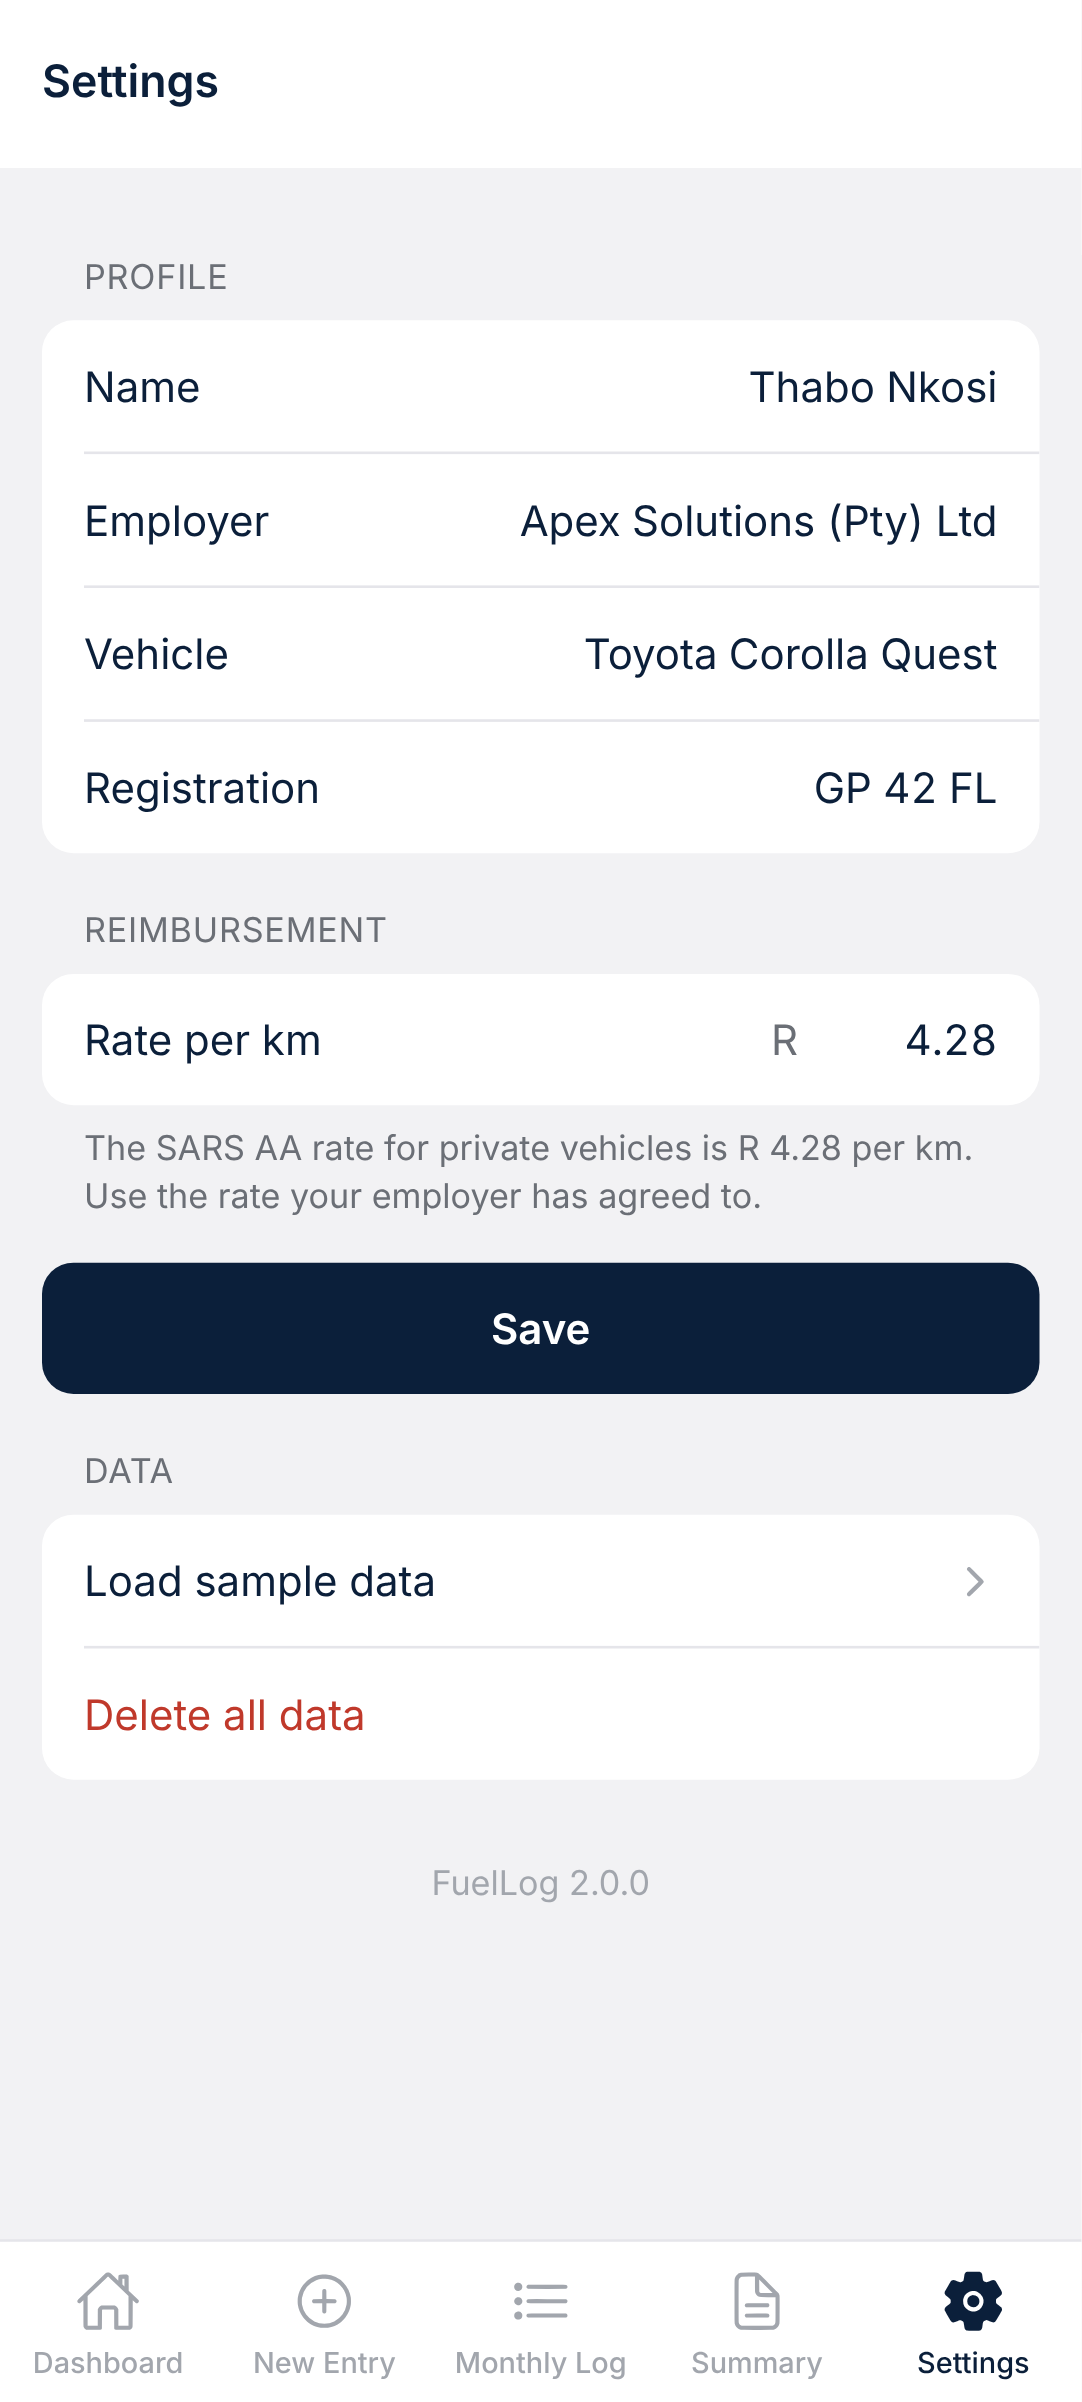 Settings
PROFILE
Name Thabo Nkosi
Employer Apex Solutions (Pty) Ltd
Vehicle Toyota Corolla Quest
Registration GP 42 FL
REIMBURSEMENT
Rate per km R 4.28
The SARS AA rate for private vehicles is R 4.28 per km.
Use the rate your employer has agreed to.
Save
DATA
Load sample data
Delete all data
FuelLog 2.0.0
Dashboard New Entry Monthly Log Summary Settings